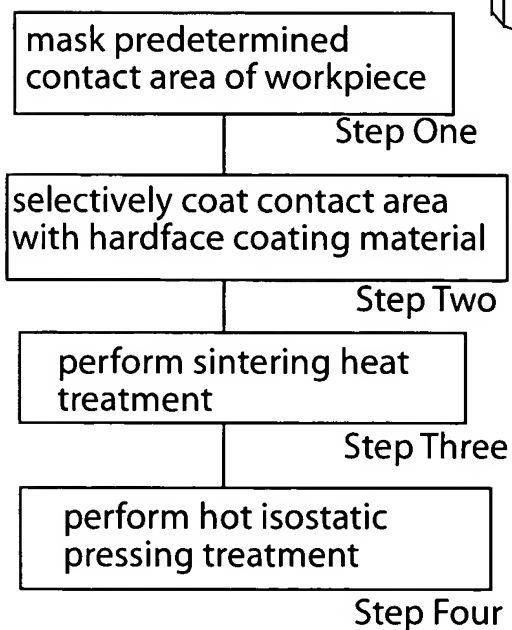 mask predetermined
contact area of workpiece
Step One
selectively coat contact area
with hardface coating material
Step Two
perform sintering heat
treatment
Step Three
perform hot isostatic
pressing treatment
Step Four